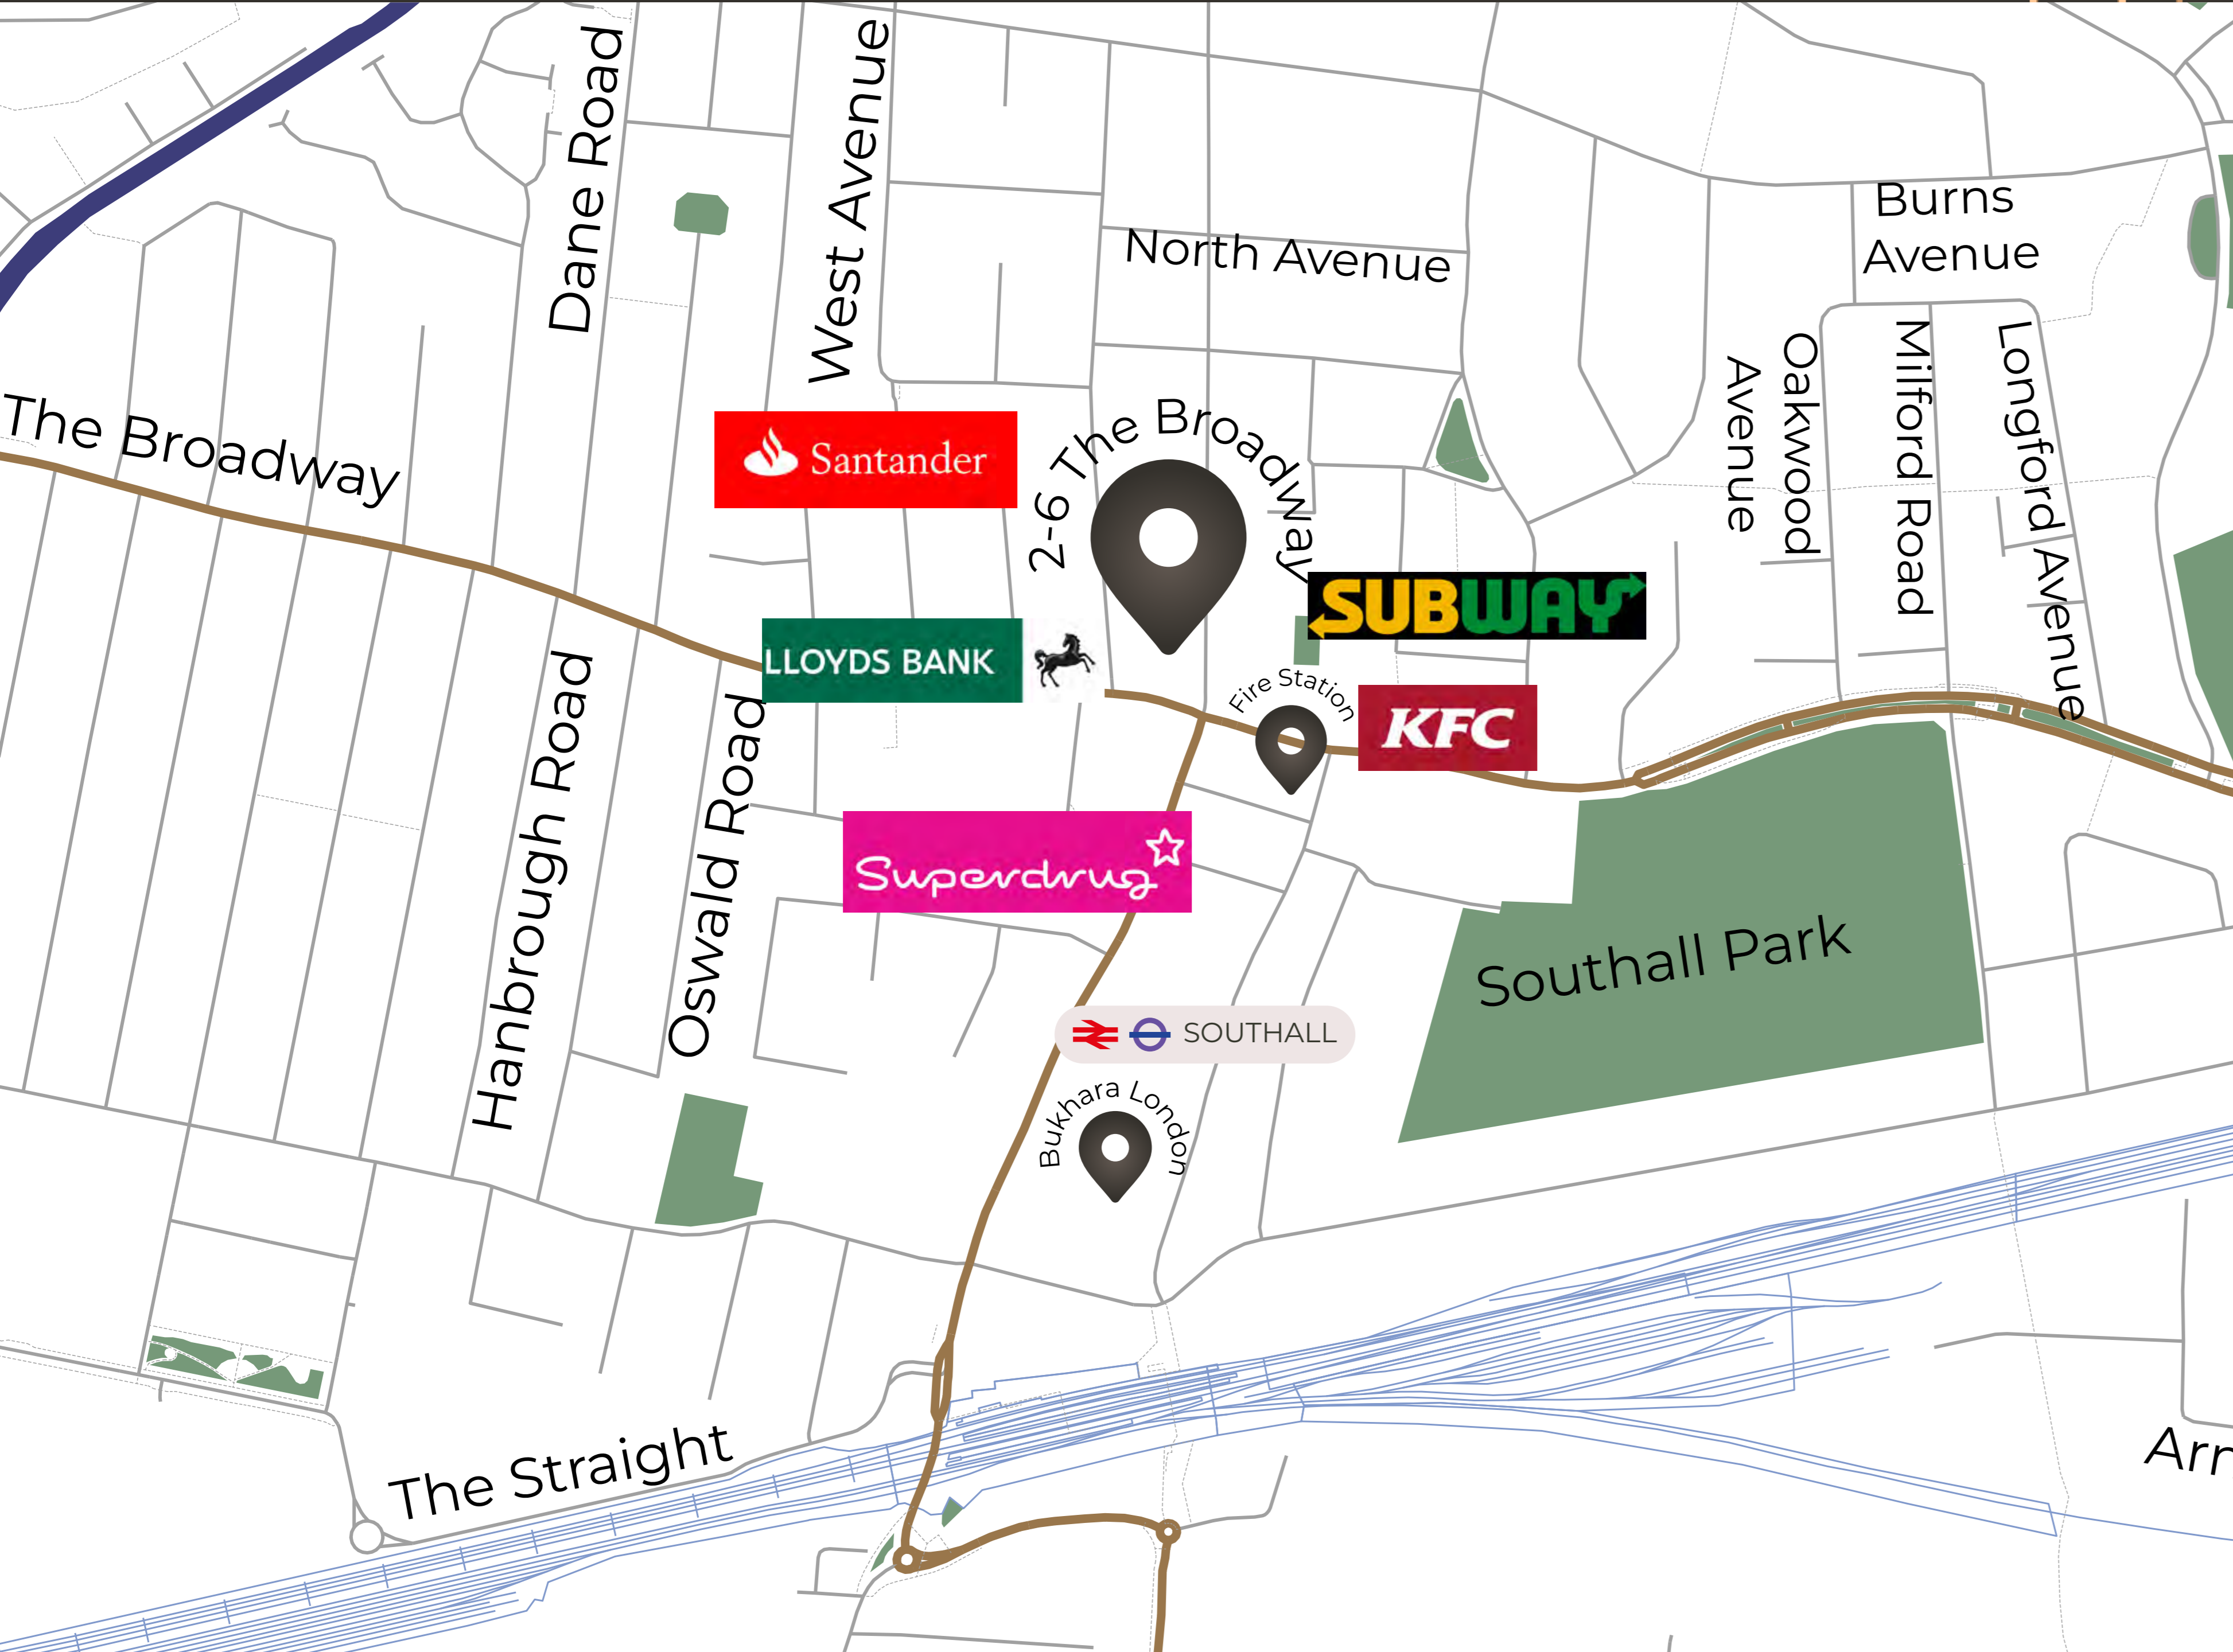 Dane Road
West Avenue
North Avenue
Burns
Avenue
Oakwood
Avenue
Milford Road
Longford Avenue
The Broadway
Santander
2-6 The Broadway
SUBWAY
LLOYDS BANK
Fire Station
KFC
Hanbrough Road
Oswald Road
Superdrug
Southall Park
SOUTHALL
Bukhara London
The Straight